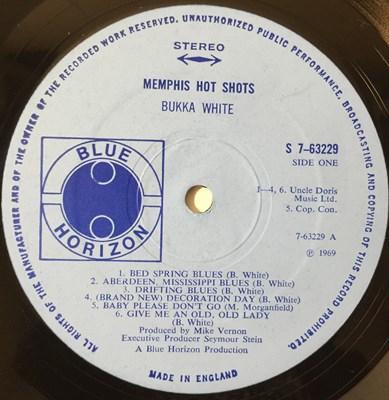 ALL RIGHTS OF THE MANUFACTURER AND OF THE OWNER OF THE RECORDED WORK RESERVED. UNAUTHORIZED PUBLIC PERFORMANCE, BROADCASTING AND COPYING OF THIS RECORD PROHIBITED.
STEREO
MEMPHIS HOT SHOTS
BUKKA WHITE
S 7–63229
SIDE ONE
BLUE
HORIZON
1—4, 6. Uncle Doris
Music Ltd.
5. Cop. Con.
7-63229 A
℗ 1969
1. BED SPRING BLUES (B. White)
2. ABERDEEN, MISSISSIPPI BLUES (B. White)
3. DRIFTING BLUES (B. White)
4. (BRAND NEW) DECORATION DAY (B. White)
5. BABY PLEASE DON'T GO (M. Morganfield)
6. GIVE ME AN OLD, OLD LADY
(B. White)
Produced by Mike Vernon
Executive Producer Seymour Stein
A Blue Horizon Production
MADE IN ENGLAND